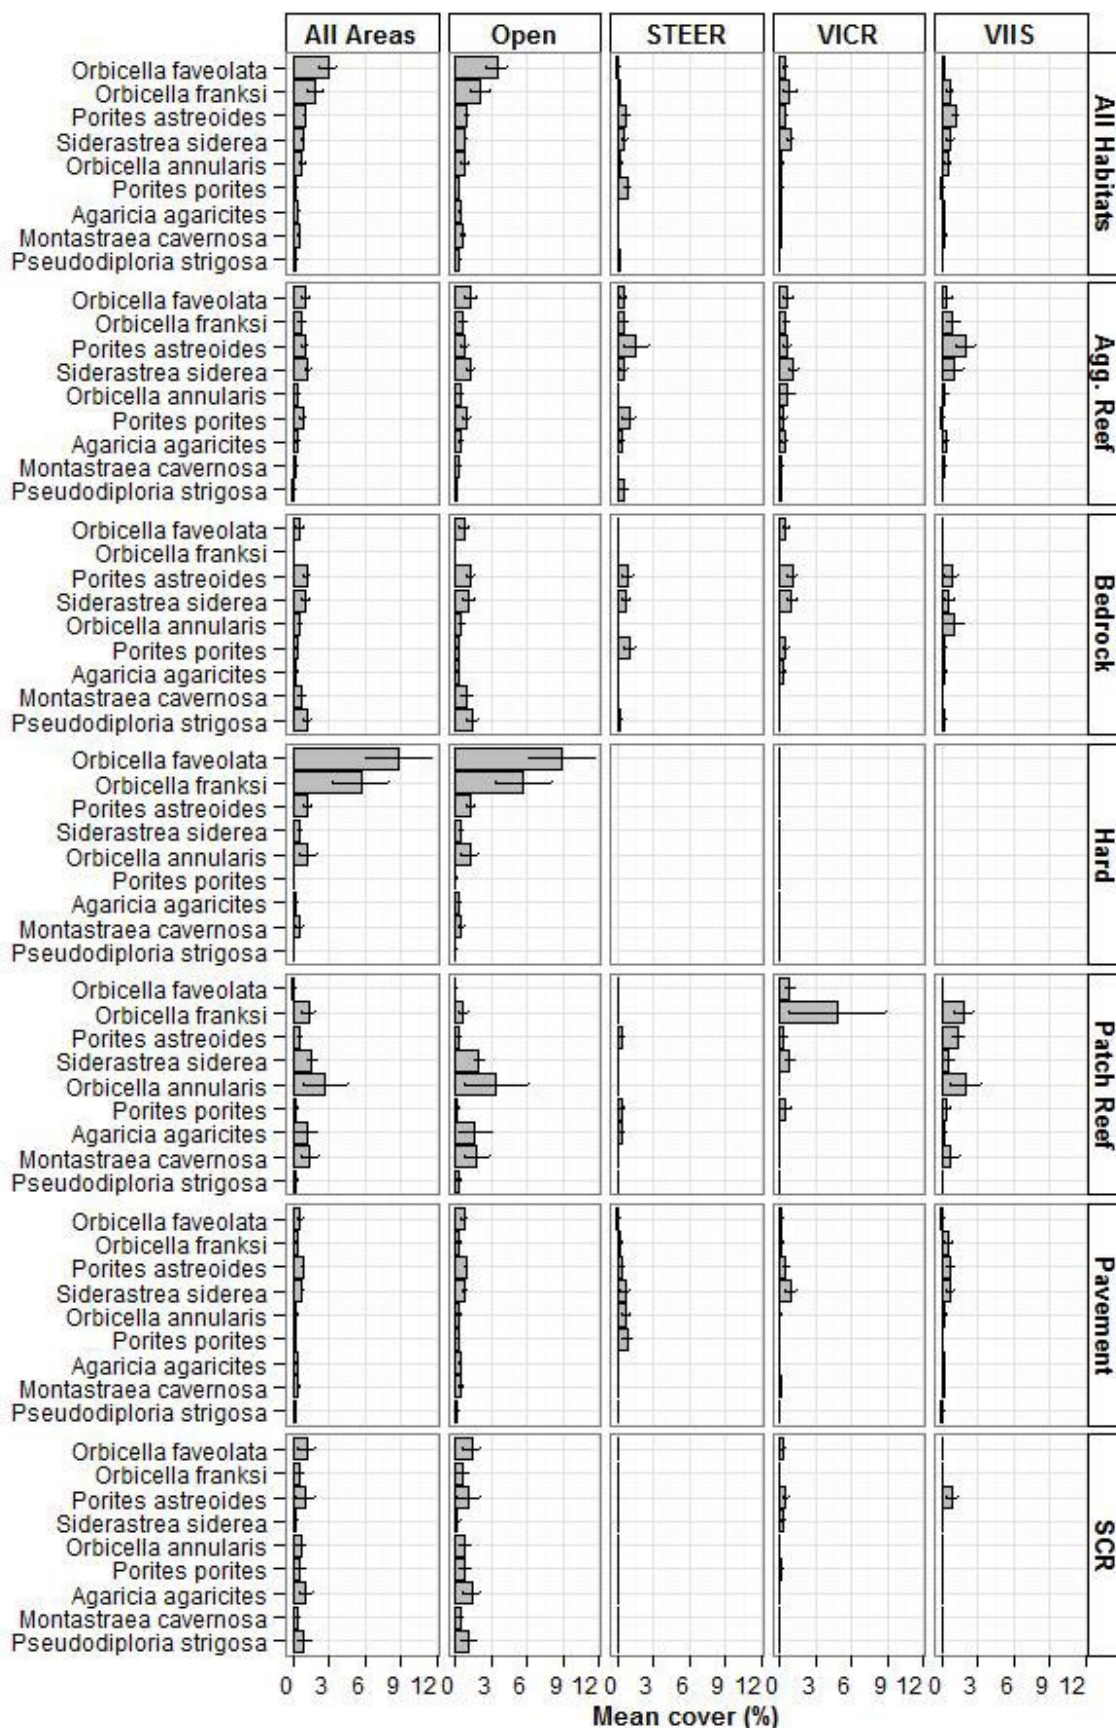 All Areas Open STEER VICR VIIS
Orbicella faveolata
Orbicella franksi
Porites astreoides
Siderastrea siderea
Orbicella annularis
Porites porites
Agaricia agaricites
Montastraea cavernosa
Pseudodiploria strigosa
All Habitats
Orbicella faveolata
Orbicella franksi
Porites astreoides
Siderastrea siderea
Orbicella annularis
Porites porites
Agaricia agaricites
Montastraea cavernosa
Pseudodiploria strigosa
Agg. Reef
Orbicella faveolata
Orbicella franksi
Porites astreoides
Siderastrea siderea
Orbicella annularis
Porites porites
Agaricia agaricites
Montastraea cavernosa
Pseudodiploria strigosa
Bedrock
Orbicella faveolata
Orbicella franksi
Porites astreoides
Siderastrea siderea
Orbicella annularis
Porites porites
Agaricia agaricites
Montastraea cavernosa
Pseudodiploria strigosa
Hard
Orbicella faveolata
Orbicella franksi
Porites astreoides
Siderastrea siderea
Orbicella annularis
Porites porites
Agaricia agaricites
Montastraea cavernosa
Pseudodiploria strigosa
Patch Reef
Orbicella faveolata
Orbicella franksi
Porites astreoides
Siderastrea siderea
Orbicella annularis
Porites porites
Agaricia agaricites
Montastraea cavernosa
Pseudodiploria strigosa
Pavement
Orbicella faveolata
Orbicella franksi
Porites astreoides
Siderastrea siderea
Orbicella annularis
Porites porites
Agaricia agaricites
Montastraea cavernosa
Pseudodiploria strigosa
SCR
0 3 6 9 12 0 3 6 9 12 0 3 6 9 12 0 3 6 9 12 0 3 6 9 12
Mean cover (%)